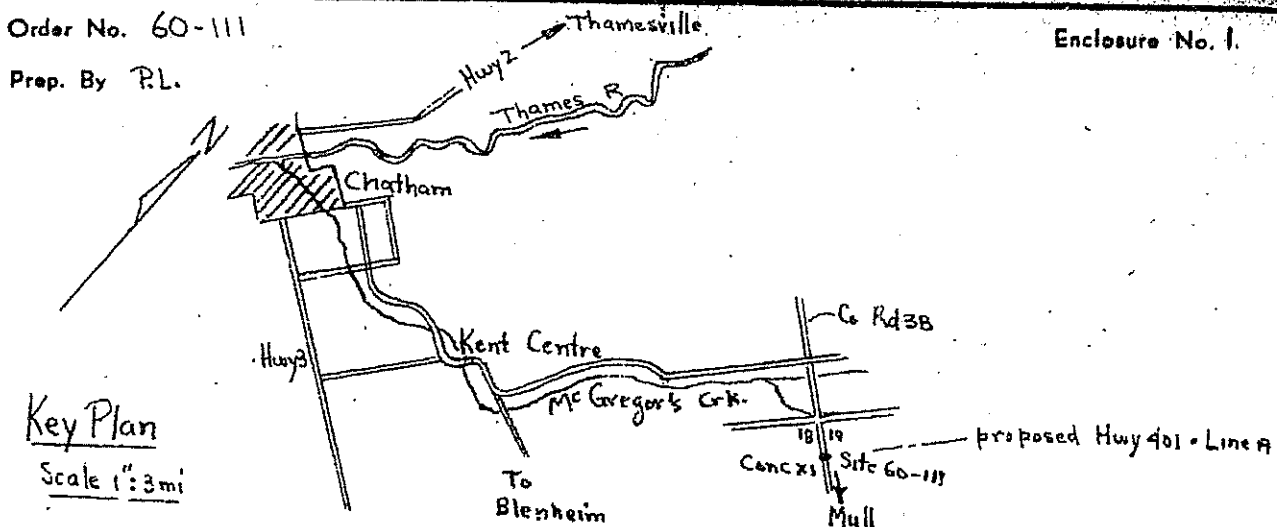 Order No. 60-111
Enclosure No. 1.
Prep. By P.L.
Thamesville
Hwy 2
Thames R
N
Chatham
Co Rd 3B
Hwy 3
Kent Centre
McGregor's Crk.
Key Plan
Scale 1": 3 mi
18 19
proposed Hwy 401 - Line A
Conc XI
Site 60-111
To
Blenheim
Mull